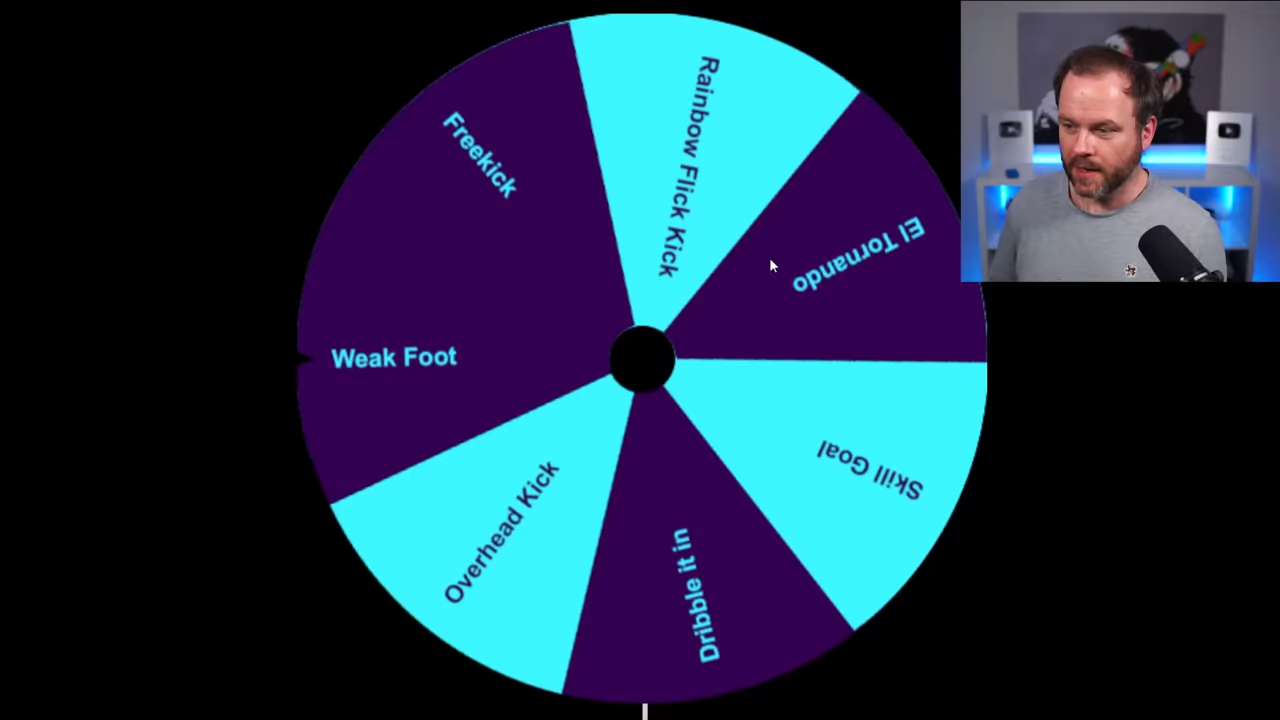 Rainbow Flick Kick
Freekick
El Tornando
Weak Foot
Skill Goal
Overhead Kick
Dribble it in